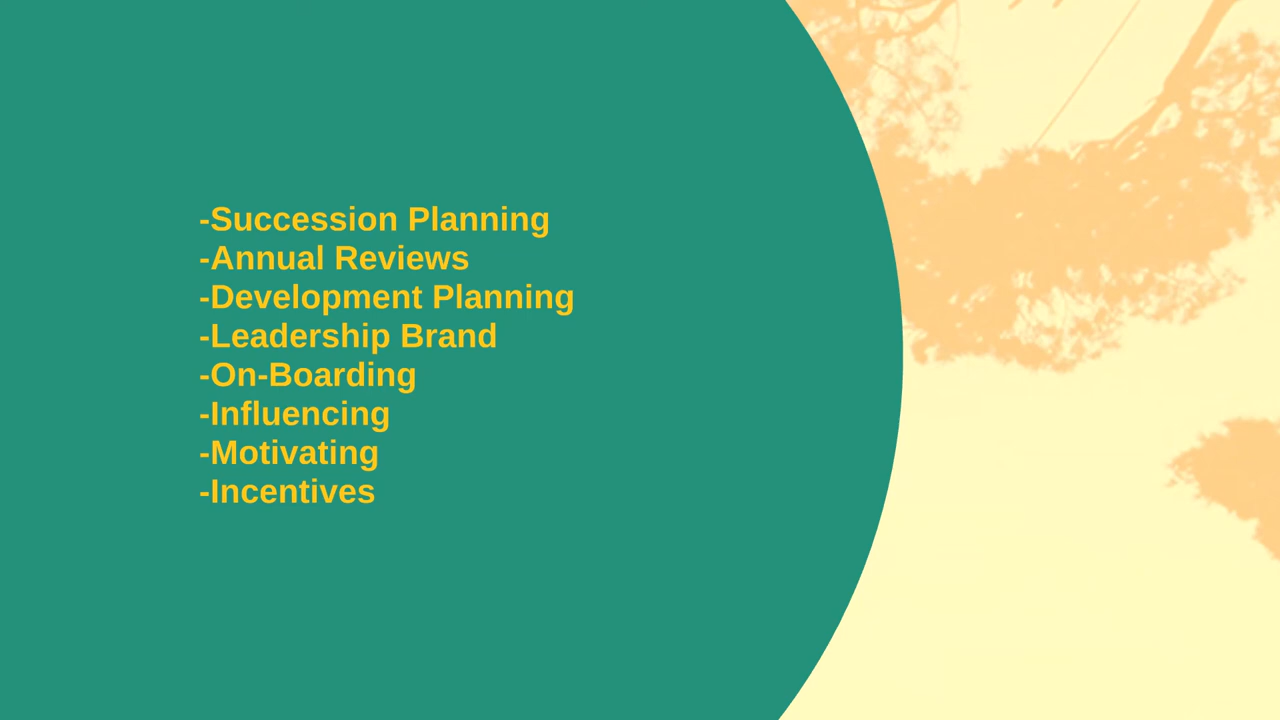 -Succession Planning
-Annual Reviews
-Development Planning
-Leadership Brand
-On-Boarding
-Influencing
-Motivating
-Incentives